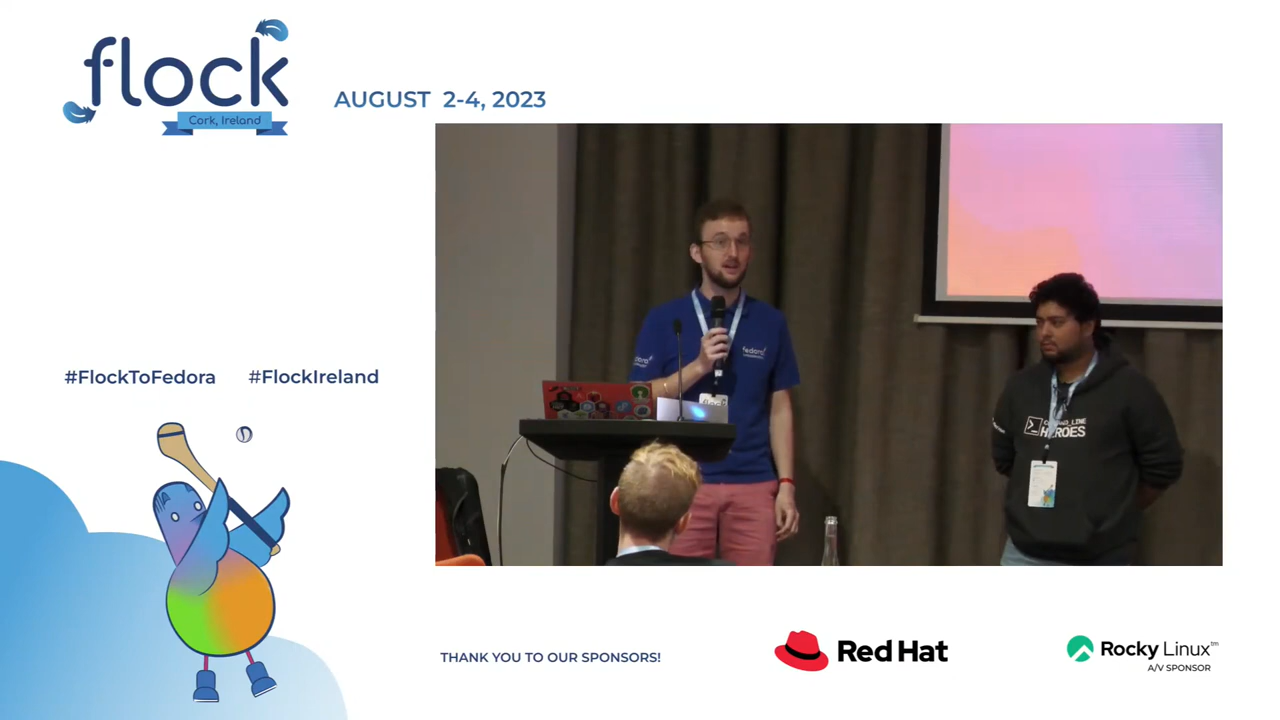 flock
Cork, Ireland
AUGUST 2-4, 2023
#FlockToFedora #FlockIreland
fedora
HEROES
THANK YOU TO OUR SPONSORS!
Red Hat
Rocky Linux™
A/V SPONSOR